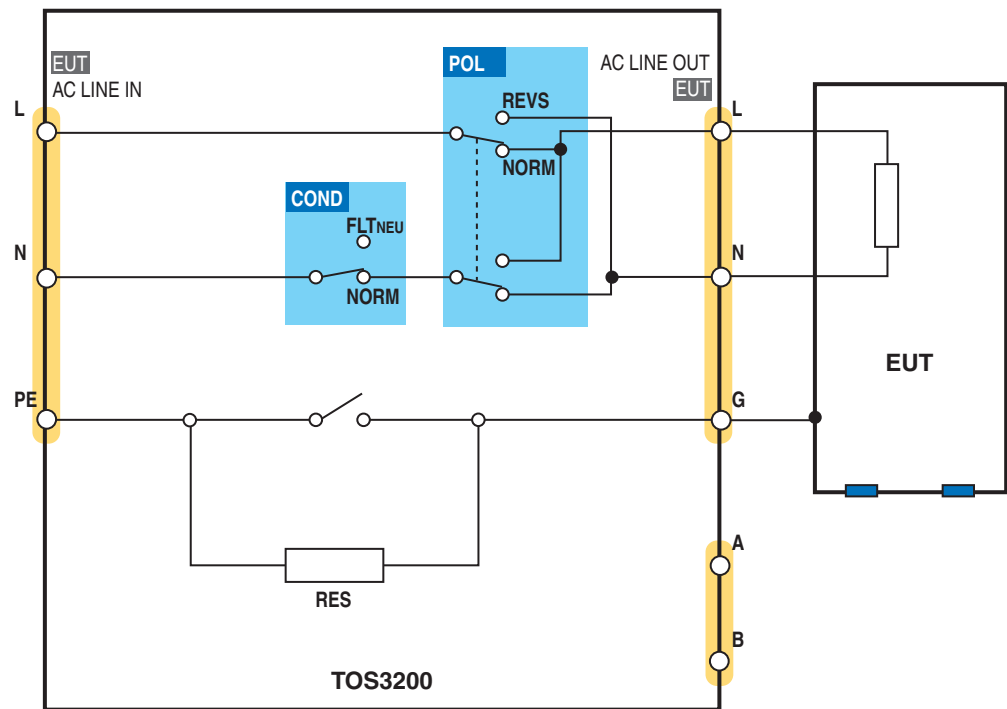 EUT
AC LINE IN
POL
AC LINE OUT
EUT
L
REVS
L
NORM
COND
FLTNEU
N
N
NORM
EUT
PE
G
A
RES
B
TOS3200